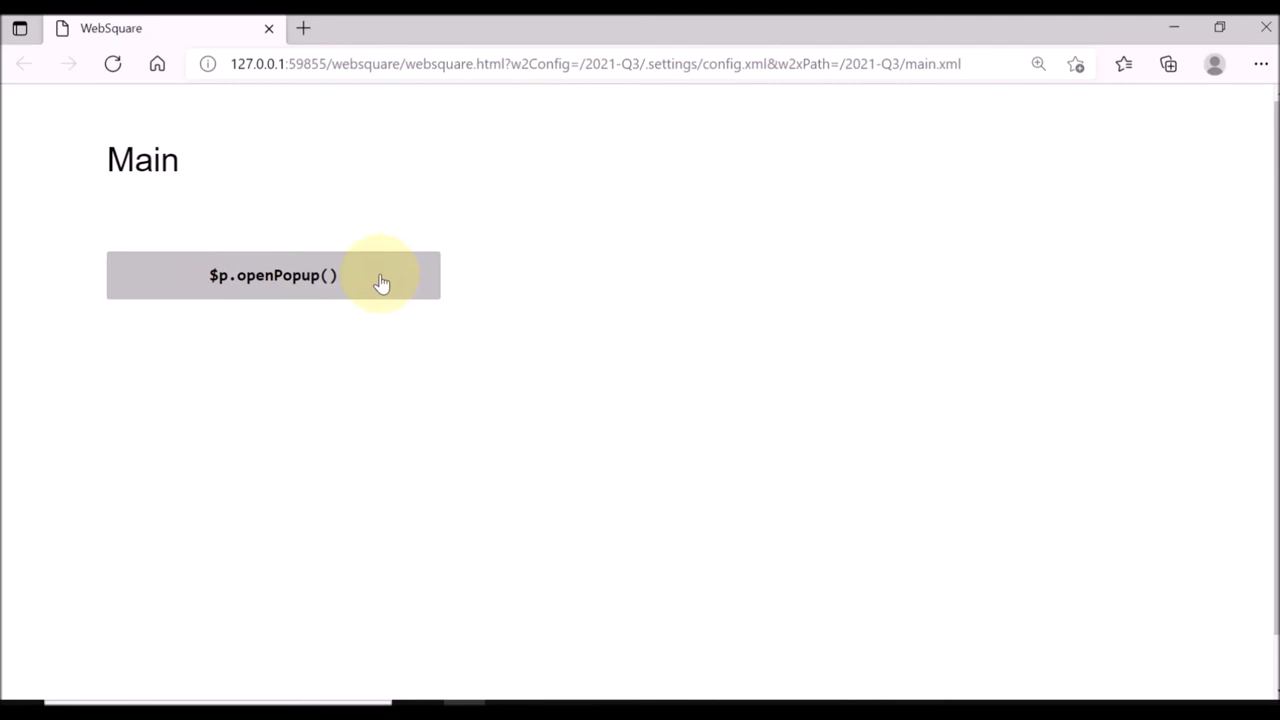 WebSquare
127.0.0.1:59855/websquare/websquare.html?w2Config=/2021-Q3/.settings/config.xml&w2xPath=/2021-Q3/main.xml
Main
$p.openPopup()